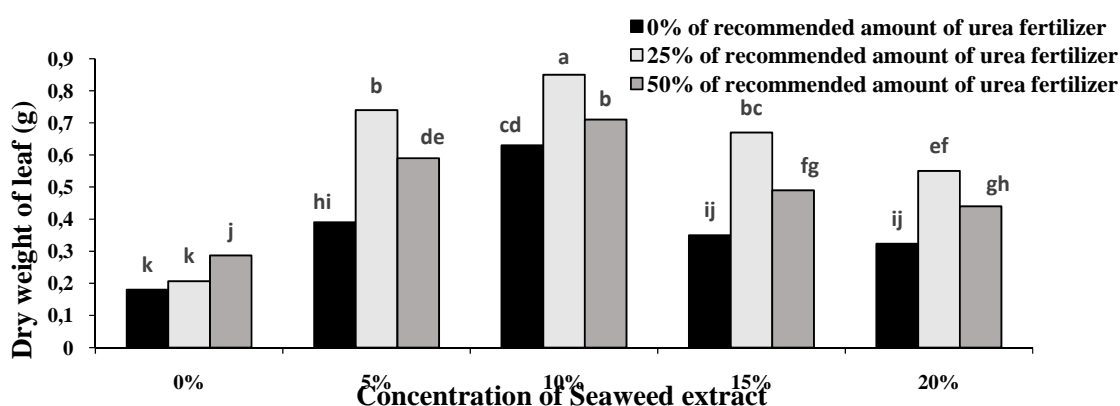 0% of recommended amount of urea fertilizer
25% of recommended amount of urea fertilizer
50% of recommended amount of urea fertilizer
Dry weight of leaf (g)
0,9
0,8
0,7
0,6
0,5
0,4
0,3
0,2
0,1
0
k k j
hi b de
cd a b
ij bc fg
ij ef gh
0% 5% 10% 15% 20%
Concentration of Seaweed extract